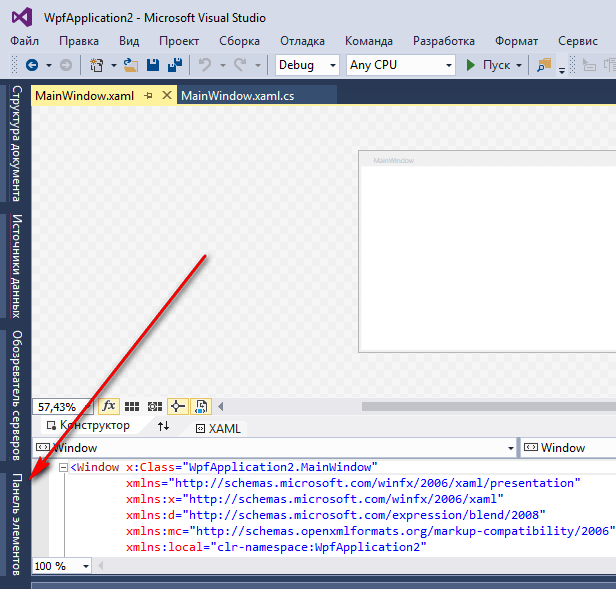 WpfApplication2 - Microsoft Visual Studio
Файл Правка Вид Проект Сборка Отладка Команда Разработка Формат Сервис
Debug Any CPU Пуск
MainWindow.xaml MainWindow.xaml.cs
Структура документа
Источники данных
Обозреватель серверов
Панель элементов
MainWindow
57,43% fx
Конструктор XAML
Window Window
<Window x:Class="WpfApplication2.MainWindow"
xmlns="http://schemas.microsoft.com/winfx/2006/xaml/presentation"
xmlns:x="http://schemas.microsoft.com/winfx/2006/xaml"
xmlns:d="http://schemas.microsoft.com/expression/blend/2008"
xmlns:mc="http://schemas.openxmlformats.org/markup-compatibility/2006"
xmlns:local="clr-namespace:WpfApplication2"
100 %